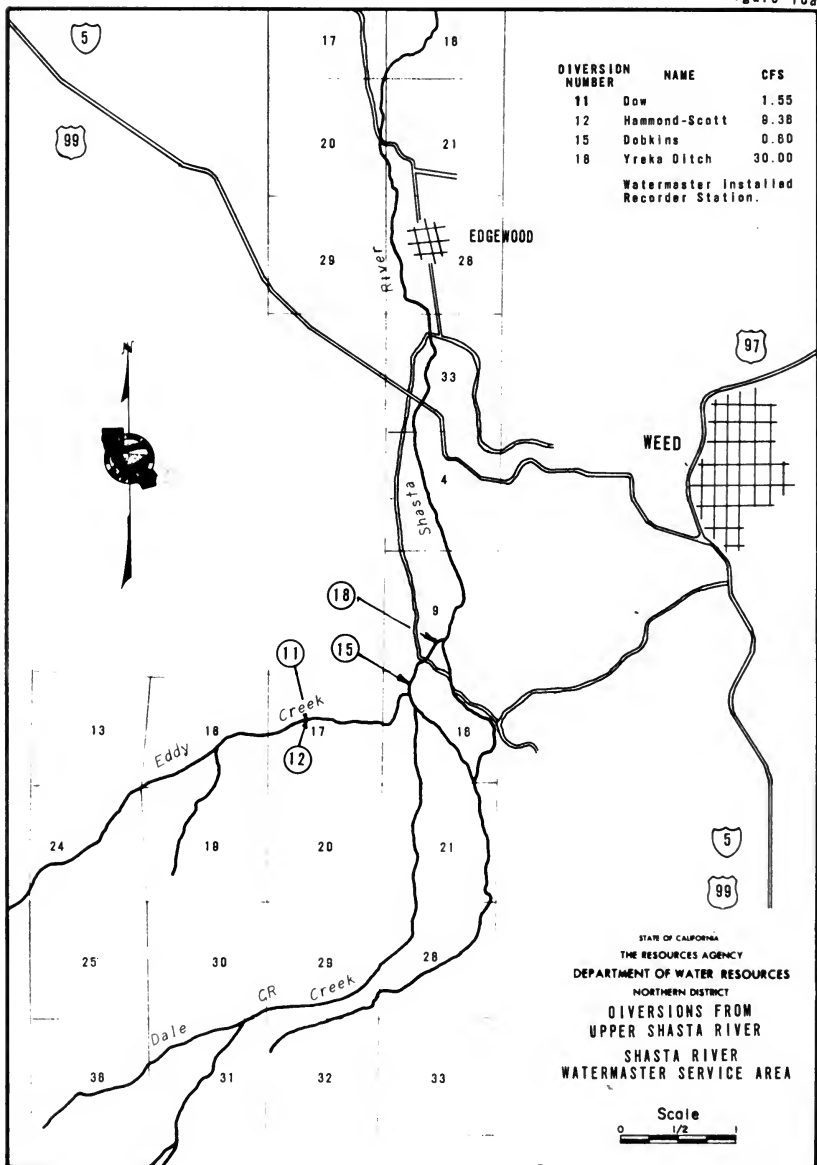 5
17
18
DIVERSION NUMBER NAME CFS
11 Dow 1.55
12 Hammond-Scott 9.38
15 Dobkins 0.60
18 Yreka Ditch 30.00
Watermaster Installed
Recorder Station.
99
20
21
EDGEWOOD
29
River
28
N
33
97
WEED
4
Shasta
18
9
11
15
Creek
13
18
17
16
Eddy
12
24
19
20
21
5
99
25
30
29
28
GR
Creek
Dale
36
31
32
33
STATE OF CALIFORNIA
THE RESOURCES AGENCY
DEPARTMENT OF WATER RESOURCES
NORTHERN DISTRICT
DIVERSIONS FROM
UPPER SHASTA RIVER
SHASTA RIVER
WATERMASTER SERVICE AREA
Scale
0 1/2 1